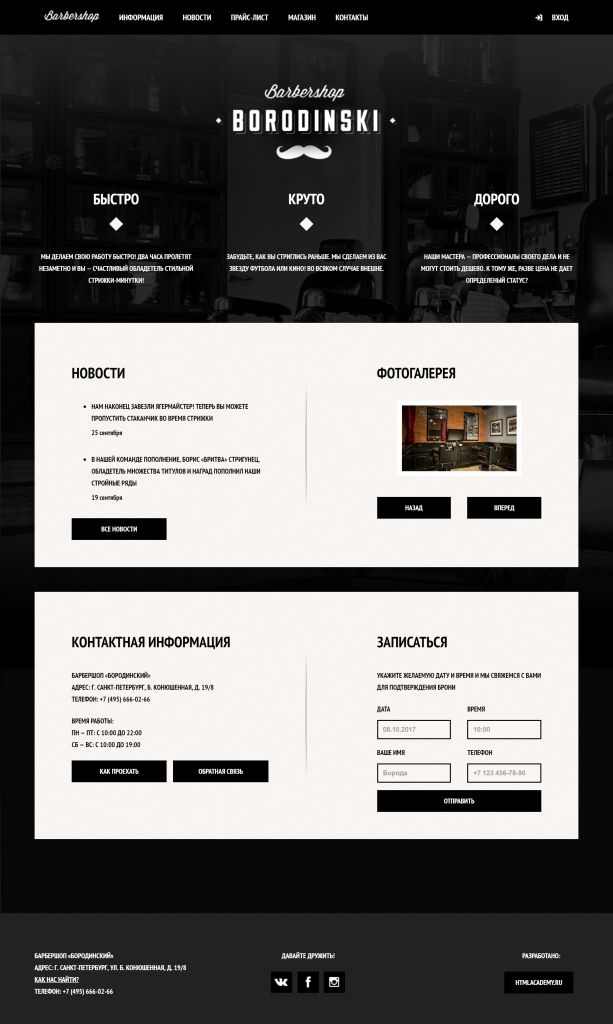 Barbershop ИНФОРМАЦИЯ НОВОСТИ ПРАЙС-ЛИСТ МАГАЗИН КОНТАКТЫ ВХОД
Barbershop
BORODINSKI
БЫСТРО
МЫ ДЕЛАЕМ СВОЮ РАБОТУ БЫСТРО! ДВА ЧАСА ПРОЛЕТЯТ
НЕЗАМЕТНО И ВЫ — СЧАСТЛИВЫЙ ОБЛАДАТЕЛЬ СТИЛЬНОЙ
СТРИЖКИ-МИНУТКИ!
КРУТО
ЗАБУДЬТЕ, КАК ВЫ СТРИГЛИСЬ РАНЬШЕ. МЫ СДЕЛАЕМ ИЗ ВАС
ЗВЕЗДУ ФУТБОЛА ИЛИ КИНО! ВО ВСЯКОМ СЛУЧАЕ ВНЕШНЕ.
ДОРОГО
НАШИ МАСТЕРА — ПРОФЕССИОНАЛЫ СВОЕГО ДЕЛА И НЕ
МОГУТ СТОИТЬ ДЕШЕВО. К ТОМУ ЖЕ, РАЗВЕ ЦЕНА НЕ ДАЕТ
ОПРЕДЕЛЕНЫЙ СТАТУС?
НОВОСТИ
НАМ НАКОНЕЦ ЗАВЕЗЛИ ЯГЕРМАЙСТЕР! ТЕПЕРЬ ВЫ МОЖЕТЕ
ПРОПУСТИТЬ СТАКАНЧИК ВО ВРЕМЯ СТРИЖКИ
25 сентября
В НАШЕЙ КОМАНДЕ ПОПОЛНЕНИЕ, БОРИС «БРИТВА» СТРИГУНЕЦ,
ОБЛАДАТЕЛЬ МНОЖЕСТВА ТИТУЛОВ И НАГРАД ПОПОЛНИЛ НАШИ
СТРОЙНЫЕ РЯДЫ
19 сентября
ВСЕ НОВОСТИ
ФОТОГАЛЕРЕЯ
НАЗАД ВПЕРЕД
КОНТАКТНАЯ ИНФОРМАЦИЯ
БАРБЕРШОП «БОРОДИНСКИЙ»
АДРЕС: Г. САНКТ-ПЕТЕРБУРГ, Б. КОНЮШЕННАЯ, Д. 19/8
ТЕЛЕФОН: +7 (495) 666-02-66
ВРЕМЯ РАБОТЫ:
ПН — ПТ: С 10:00 ДО 22:00
СБ — ВС: С 10:00 ДО 19:00
КАК ПРОЕХАТЬ ОБРАТНАЯ СВЯЗЬ
ЗАПИСАТЬСЯ
УКАЖИТЕ ЖЕЛАЕМУЮ ДАТУ И ВРЕМЯ И МЫ СВЯЖЕМСЯ С ВАМИ
ДЛЯ ПОДТВЕРЖДЕНИЯ БРОНИ
ДАТА ВРЕМЯ
08.10.2017 10:00
ВАШЕ ИМЯ ТЕЛЕФОН
Борода +7 123 456-78-90
ОТПРАВИТЬ
БАРБЕРШОП «БОРОДИНСКИЙ»
АДРЕС: Г. САНКТ-ПЕТЕРБУРГ, УЛ. Б. КОНЮШЕННАЯ, Д. 19/8
КАК НАС НАЙТИ?
ТЕЛЕФОН: +7 (495) 666-02-66
ДАВАЙТЕ ДРУЖИТЬ!
РАЗРАБОТАНО:
HTMLACADEMY.RU